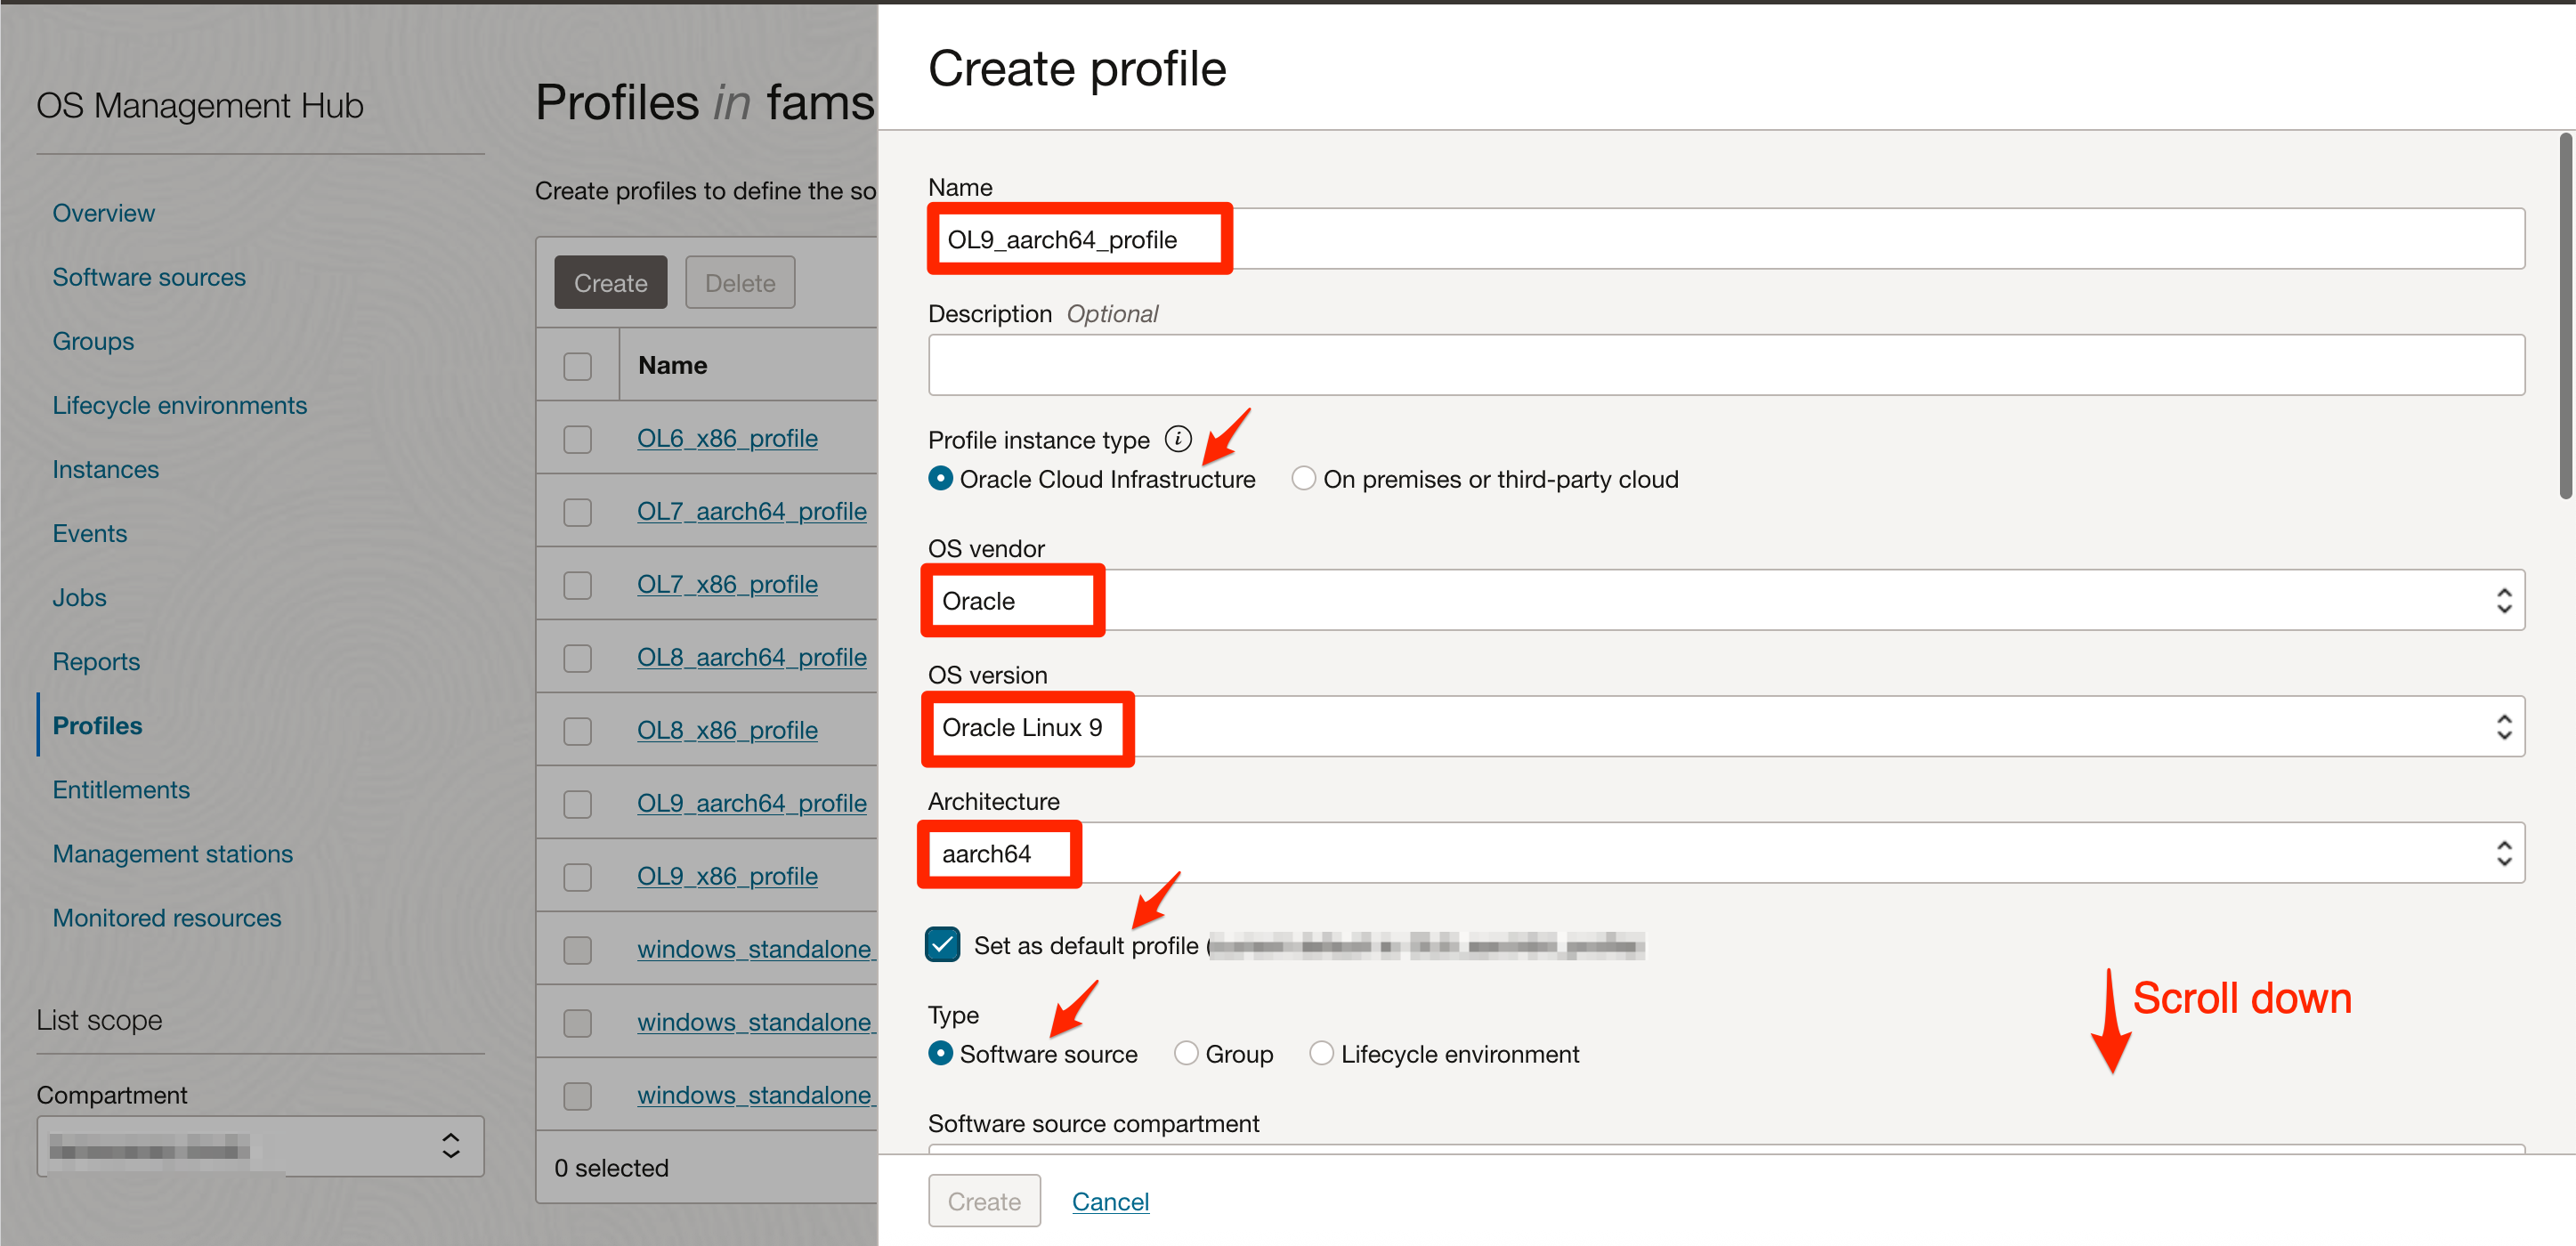 OS Management Hub
Overview
Software sources
Groups
Lifecycle environments
Instances
Events
Jobs
Reports
Profiles
Entitlements
Management stations
Monitored resources
List scope
Compartment
Profiles in fams
Create profiles to define the so
Create Delete
Name
OL6_x86_profile
OL7_aarch64_profile
OL7_x86_profile
OL8_aarch64_profile
OL8_x86_profile
OL9_aarch64_profile
OL9_x86_profile
windows_standalone_
windows_standalone_
windows_standalone_
0 selected
Create profile
Name
OL9_aarch64_profile
Description Optional
Profile instance type
Oracle Cloud Infrastructure On premises or third-party cloud
OS vendor
Oracle
OS version
Oracle Linux 9
Architecture
aarch64
Set as default profile (
Scroll down
Type
Software source Group Lifecycle environment
Software source compartment
Create Cancel